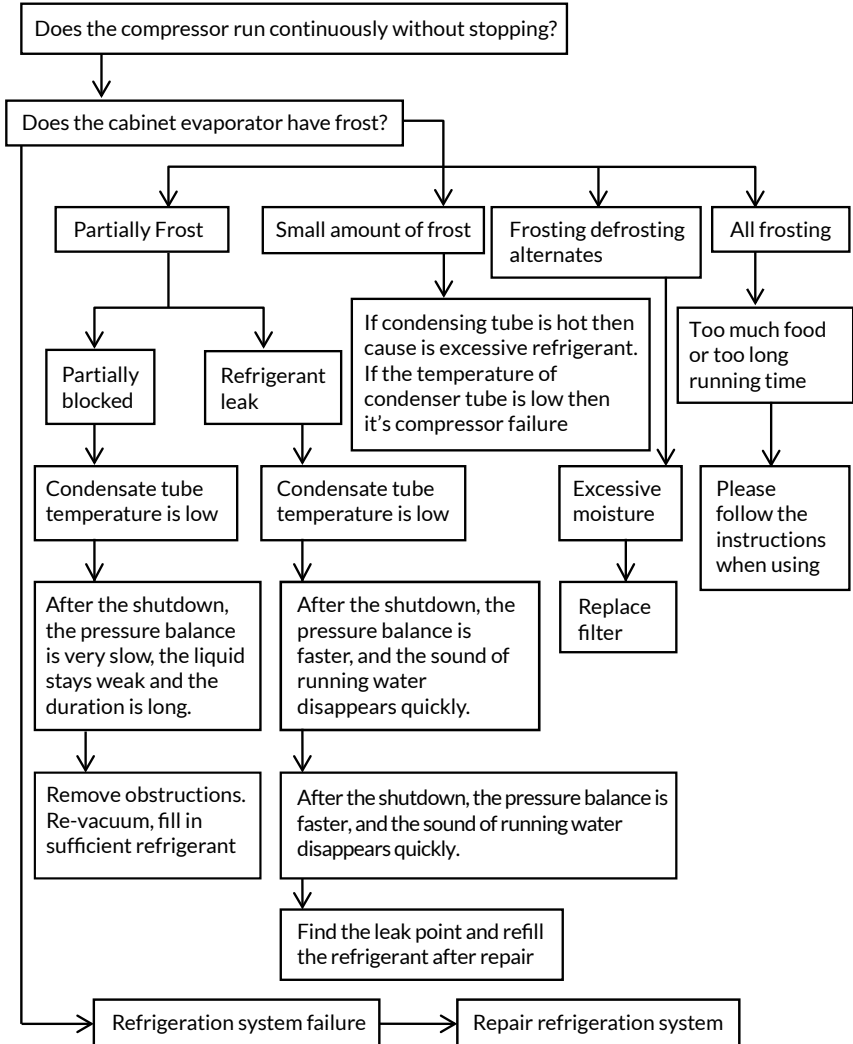 Does the compressor run continuously without stopping?
Does the cabinet evaporator have frost?
Partially Frost
Small amount of frost
Frosting defrosting
alternates
All frosting
If condensing tube is hot then
cause is excessive refrigerant.
If the temperature of
condenser tube is low then
it's compressor failure
Too much food
or too long
running time
Partially
blocked
Refrigerant
leak
Condensate tube
temperature is low
Condensate tube
temperature is low
Excessive
moisture
Please
follow the
instructions
when using
After the shutdown,
the pressure balance
is very slow, the liquid
stays weak and the
duration is long.
After the shutdown, the
pressure balance is
faster, and the sound of
running water
disappears quickly.
Replace
filter
Remove obstructions.
Re-vacuum, fill in
sufficient refrigerant
After the shutdown, the pressure balance is
faster, and the sound of running water
disappears quickly.
Find the leak point and refill
the refrigerant after repair
Refrigeration system failure
Repair refrigeration system